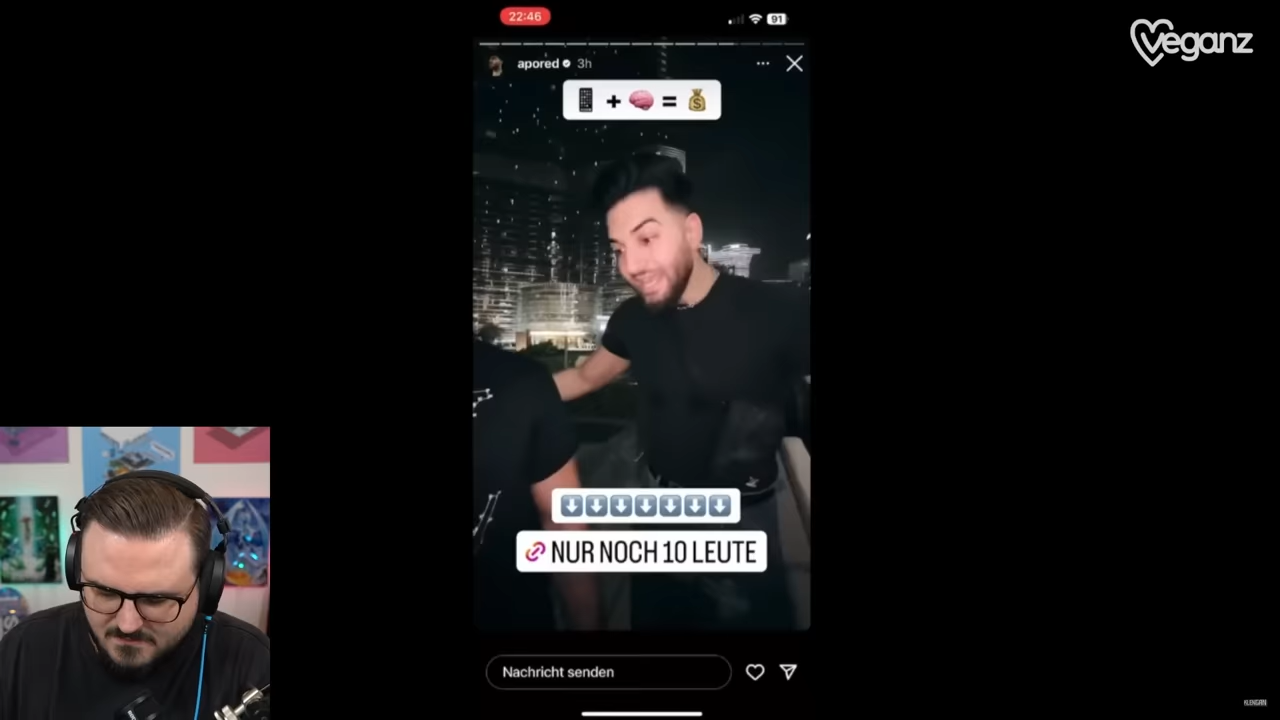 22:46
91
Veganz
apored 3h
+ = $
NUR NOCH 10 LEUTE
Nachricht senden